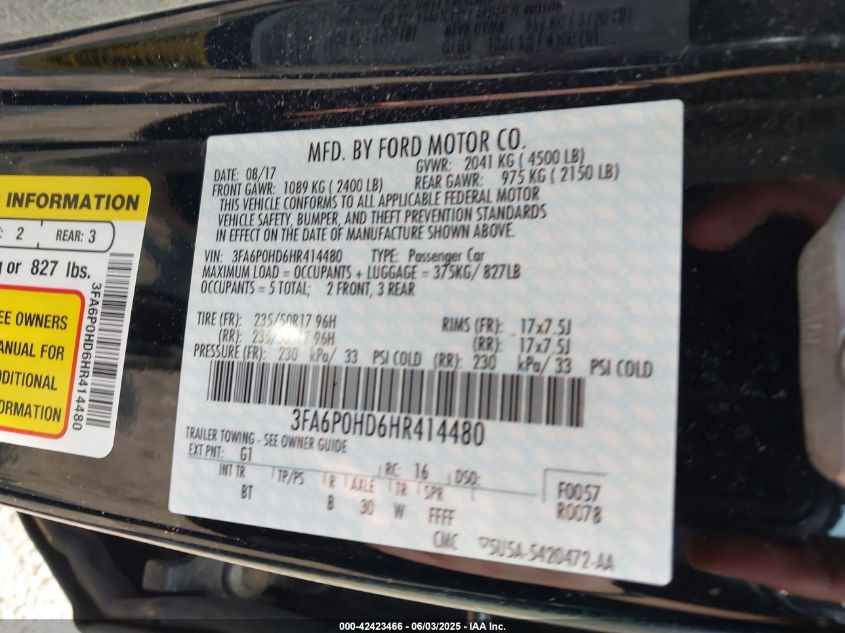 MFD. BY FORD MOTOR CO.
DATE: 08/17 GVWR: 2041 KG ( 4500 LB)
FRONT GAWR: 1089 KG ( 2400 LB) REAR GAWR: 975 KG ( 2150 LB)
THIS VEHICLE CONFORMS TO ALL APPLICABLE FEDERAL MOTOR
VEHICLE SAFETY, BUMPER, AND THEFT PREVENTION STANDARDS
IN EFFECT ON THE DATE OF MANUFACTURE SHOWN ABOVE.
VIN: 3FA6P0HD6HR414480 TYPE: Passenger Car
MAXIMUM LOAD = OCCUPANTS + LUGGAGE = 375KG/ 827LB
OCCUPANTS = 5 TOTAL; 2 FRONT, 3 REAR
TIRE (FR): 235/50R17 96H RIMS (FR): 17x7.5J
(RR): 235/50R17 96H (RR): 17x7.5J
PRESSURE (FR): 230 kPa/ 33 PSI COLD (RR): 230 kPa/ 33 PSI COLD
3FA6P0HD6HR414480
TRAILER TOWING - SEE OWNER GUIDE
EXT PNT: G1 RC: 16 DSO: F0057
INT TR TP/PS R AXLE TR SPR R0078
BT B 30 W FFFF
CMC 5U5A-5420472-AA
INFORMATION
2 REAR: 3
or 827 lbs.
3FA6P0HD6HR414480
EE OWNERS
ANUAL FOR
DDITIONAL
FORMATION
000-42423466 - 06/03/2025 - IAA, Inc.